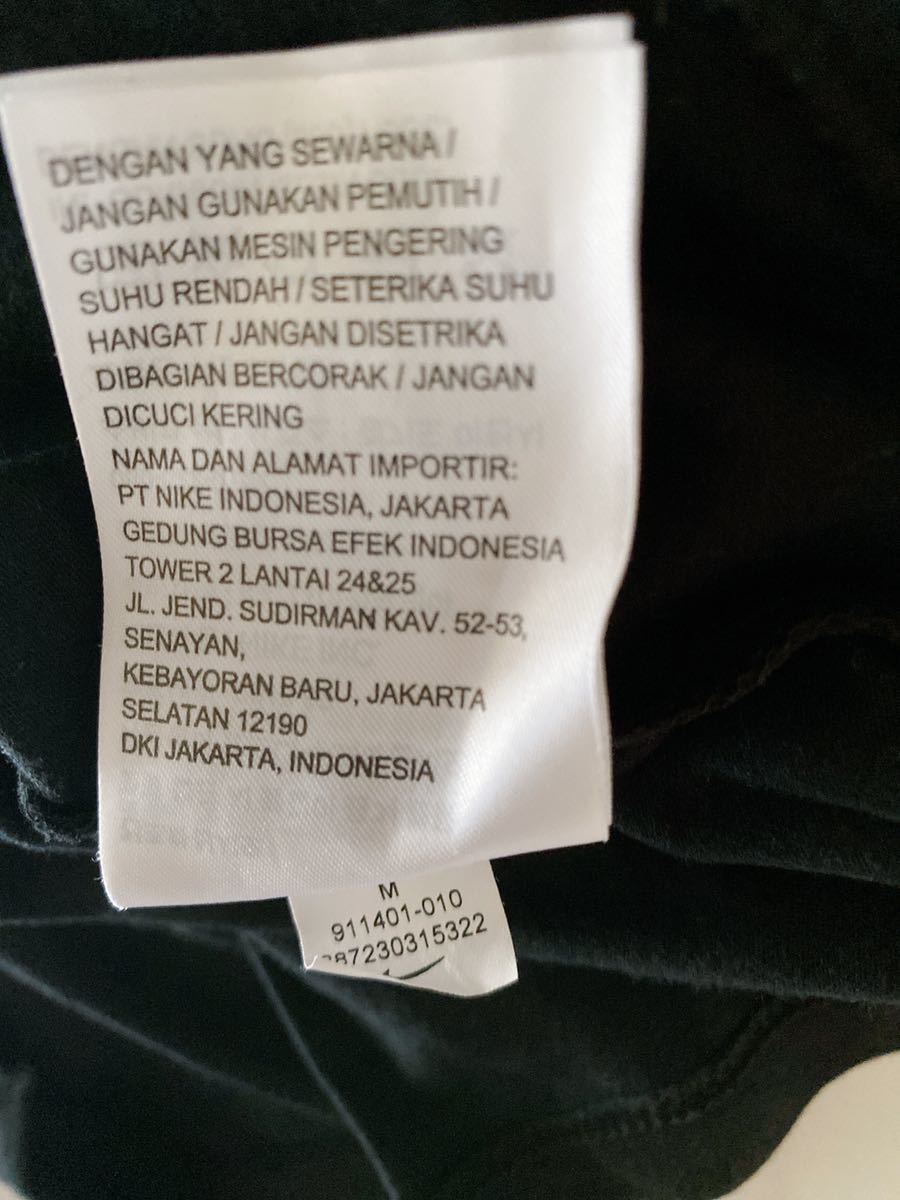 DENGAN YANG SEWARNA /
JANGAN GUNAKAN PEMUTIH /
GUNAKAN MESIN PENGERING
SUHU RENDAH / SETERIKA SUHU
HANGAT / JANGAN DISETRIKA
DIBAGIAN BERCORAK / JANGAN
DICUCI KERING
NAMA DAN ALAMAT IMPORTIR:
PT NIKE INDONESIA, JAKARTA
GEDUNG BURSA EFEK INDONESIA
TOWER 2 LANTAI 24&25
JL. JEND. SUDIRMAN KAV. 52-53,
SENAYAN,
KEBAYORAN BARU, JAKARTA
SELATAN 12190
DKI JAKARTA, INDONESIA
M
911401-010
87230315322